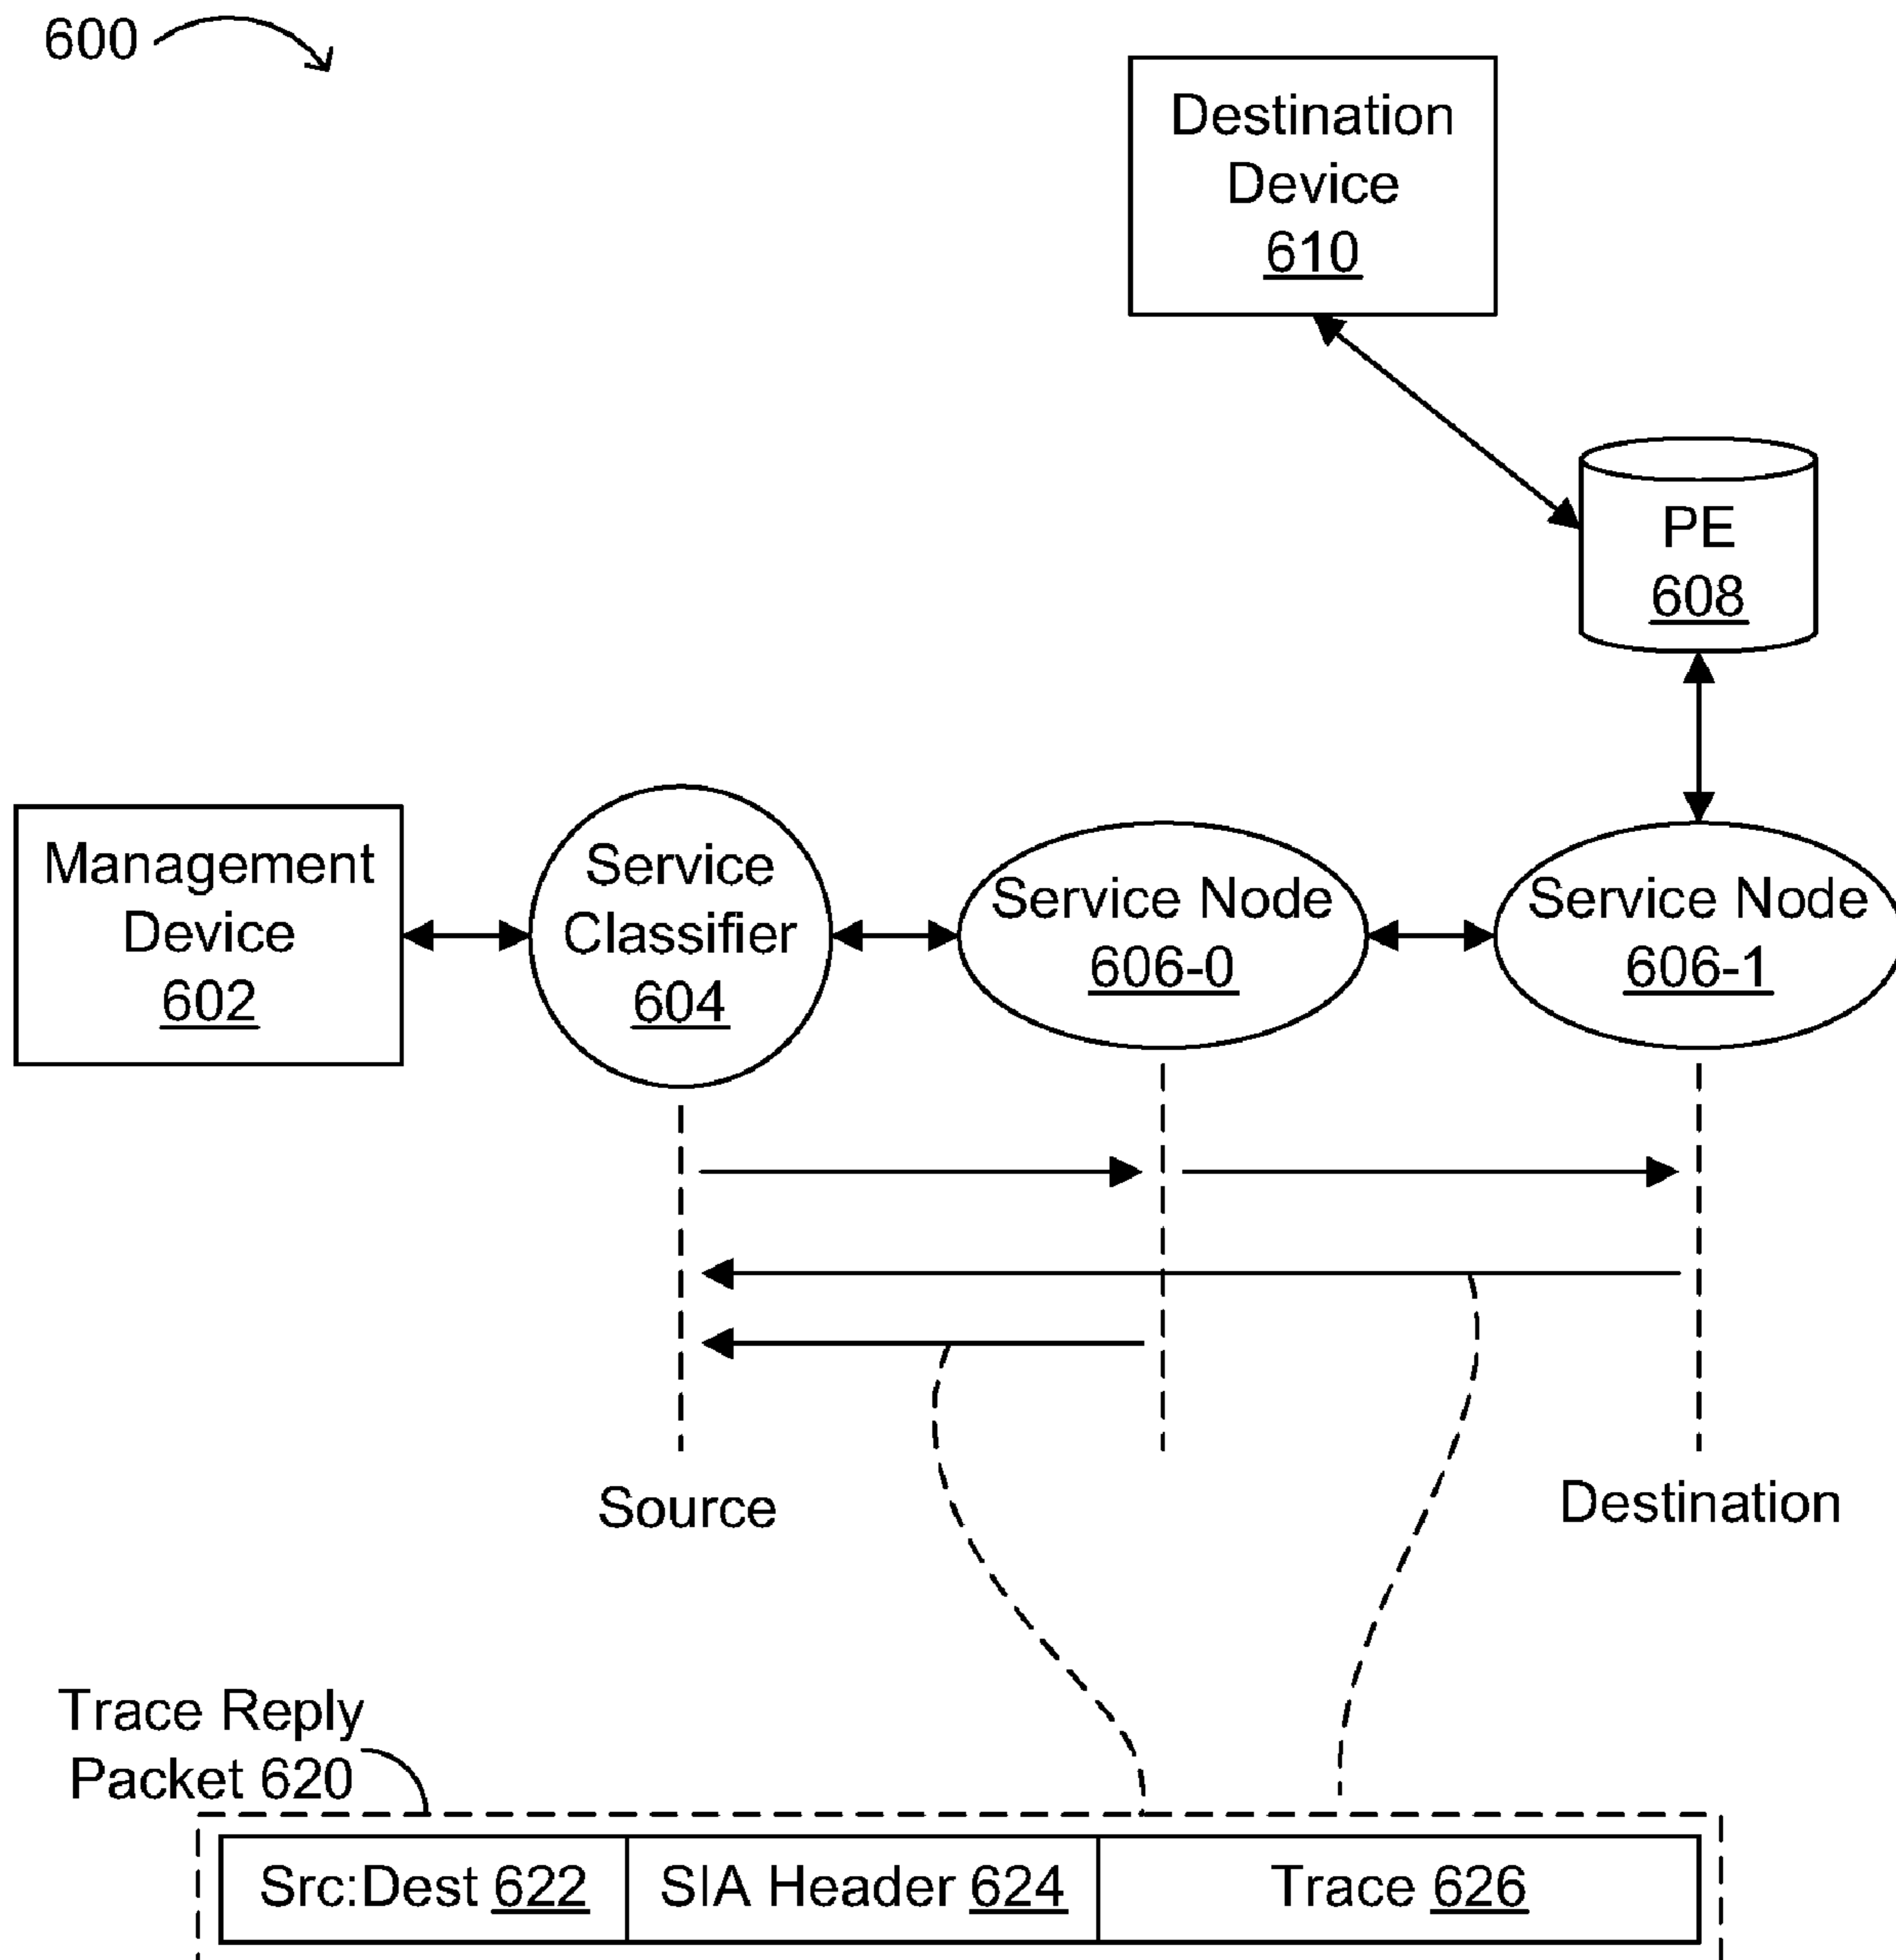 600
Destination
Device
610
PE
608
Management
Device
602
Service
Classifier
604
Service Node
606-0
Service Node
606-1
Source
Destination
Trace Reply
Packet 620
Src:Dest 622
SIA Header 624
Trace 626